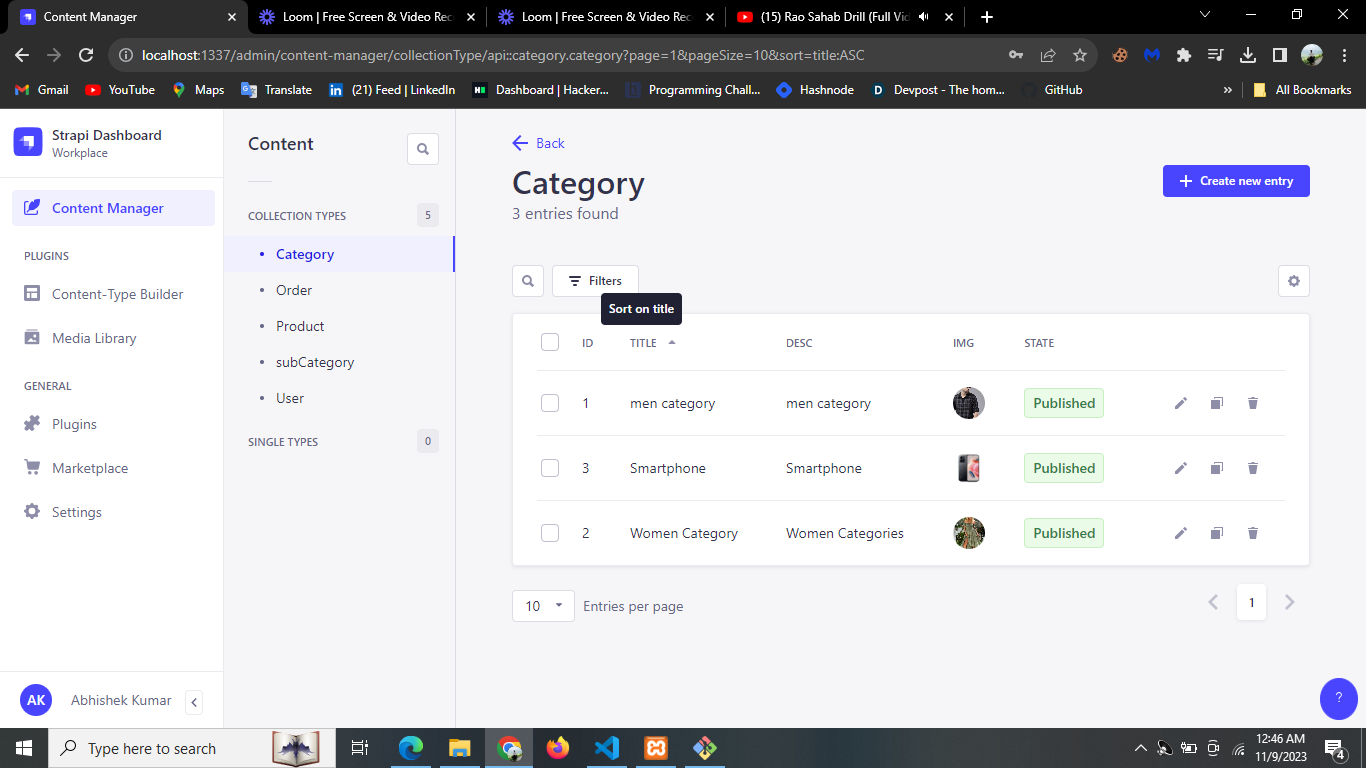 Content Manager
Loom | Free Screen & Video Rec
Loom | Free Screen & Video Rec
(15) Rao Sahab Drill (Full Vid
localhost:1337/admin/content-manager/collectionType/api::category.category?page=1&pageSize=10&sort=title:ASC
Gmail
YouTube
Maps
Translate
(21) Feed | LinkedIn
Dashboard | Hacker...
Programming Chall...
Hashnode
Devpost - The hom...
GitHub
»
All Bookmarks
Strapi Dashboard
Workplace
Content Manager
PLUGINS
Content-Type Builder
Media Library
GENERAL
Plugins
Marketplace
Settings
AK
Abhishek Kumar
Content
COLLECTION TYPES
5
Category
Order
Product
subCategory
User
SINGLE TYPES
0
Back
Category
3 entries found
Create new entry
Filters
Sort on title
ID TITLE DESC IMG STATE
1 men category men category Published
3 Smartphone Smartphone Published
2 Women Category Women Categories Published
10 Entries per page
1
?
Type here to search
12:46 AM
11/9/2023
4